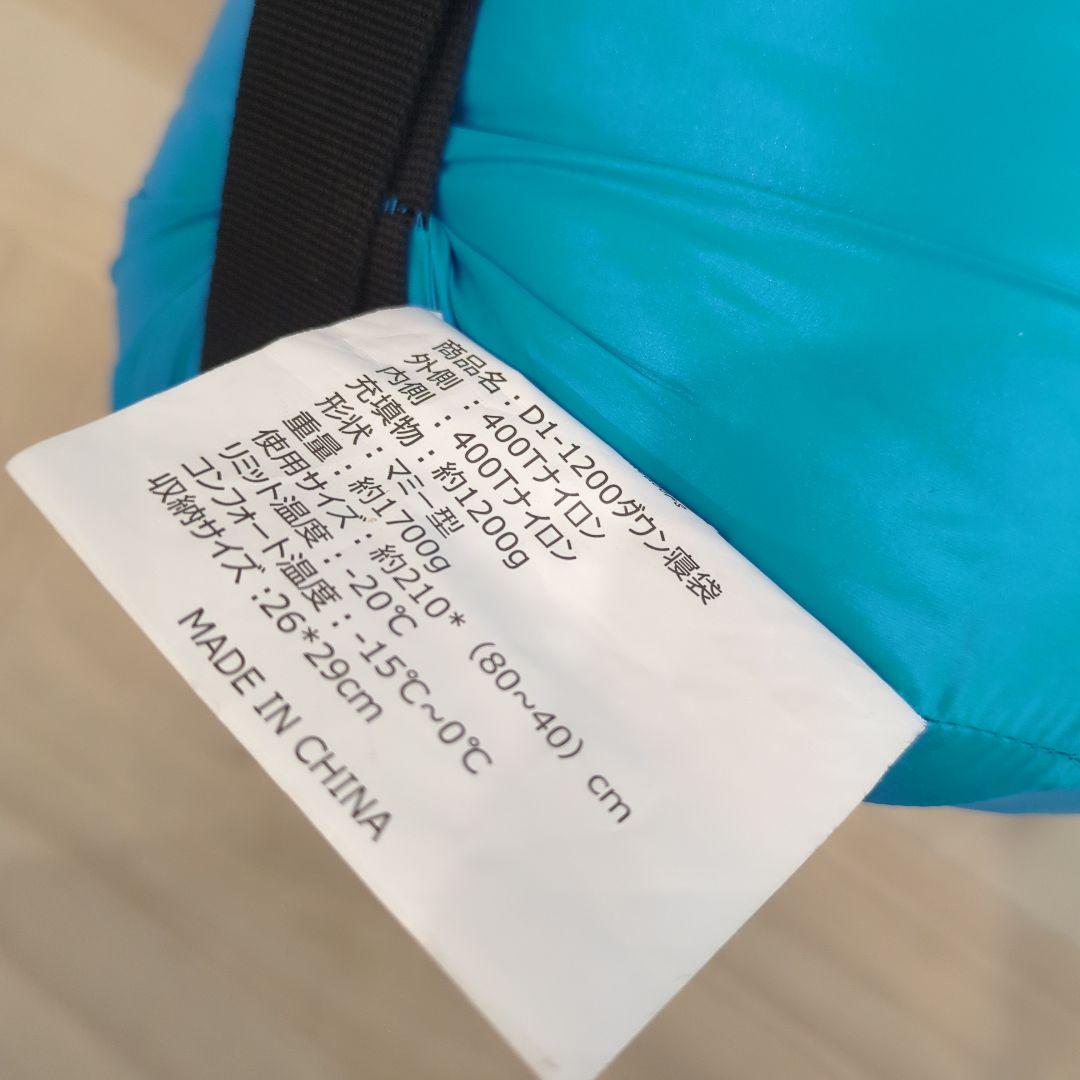 商品名：D1-1200ダウン寝袋
外側：400Tナイロン
内側：400Tナイロン
充填物：約1200g
形状：マミー型
重量：約1700g
使用サイズ：約210*（80～40）cm
リミット温度：-20℃
コンフォート温度：-15℃~0℃
収納サイズ:26*29cm
MADE IN CHINA